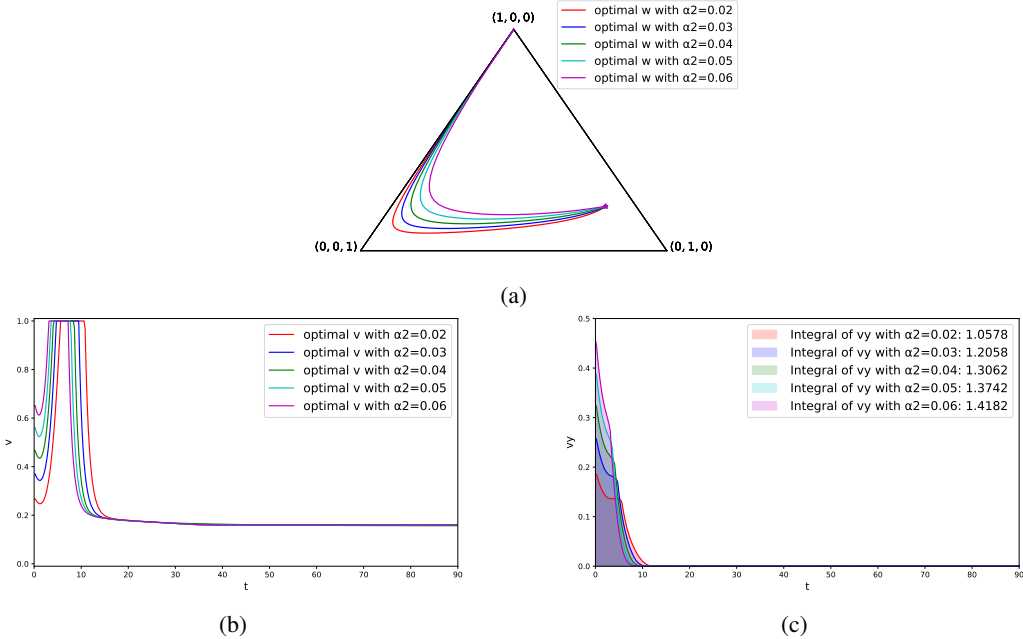 (1, 0, 0)
optimal w with α2=0.02
optimal w with α2=0.03
optimal w with α2=0.04
optimal w with α2=0.05
optimal w with α2=0.06
(0, 0, 1)
(0, 1, 0)
(a)
1.0
0.8
0.6
0.4
0.2
0.0
v
0
10
20
30
40
50
60
70
80
90
t
optimal v with α2=0.02
optimal v with α2=0.03
optimal v with α2=0.04
optimal v with α2=0.05
optimal v with α2=0.06
(b)
0.5
0.4
0.3
0.2
0.1
0.0
vy
0
10
20
30
40
50
60
70
80
90
t
Integral of vy with α2=0.02: 1.0578
Integral of vy with α2=0.03: 1.2058
Integral of vy with α2=0.04: 1.3062
Integral of vy with α2=0.05: 1.3742
Integral of vy with α2=0.06: 1.4182
(c)